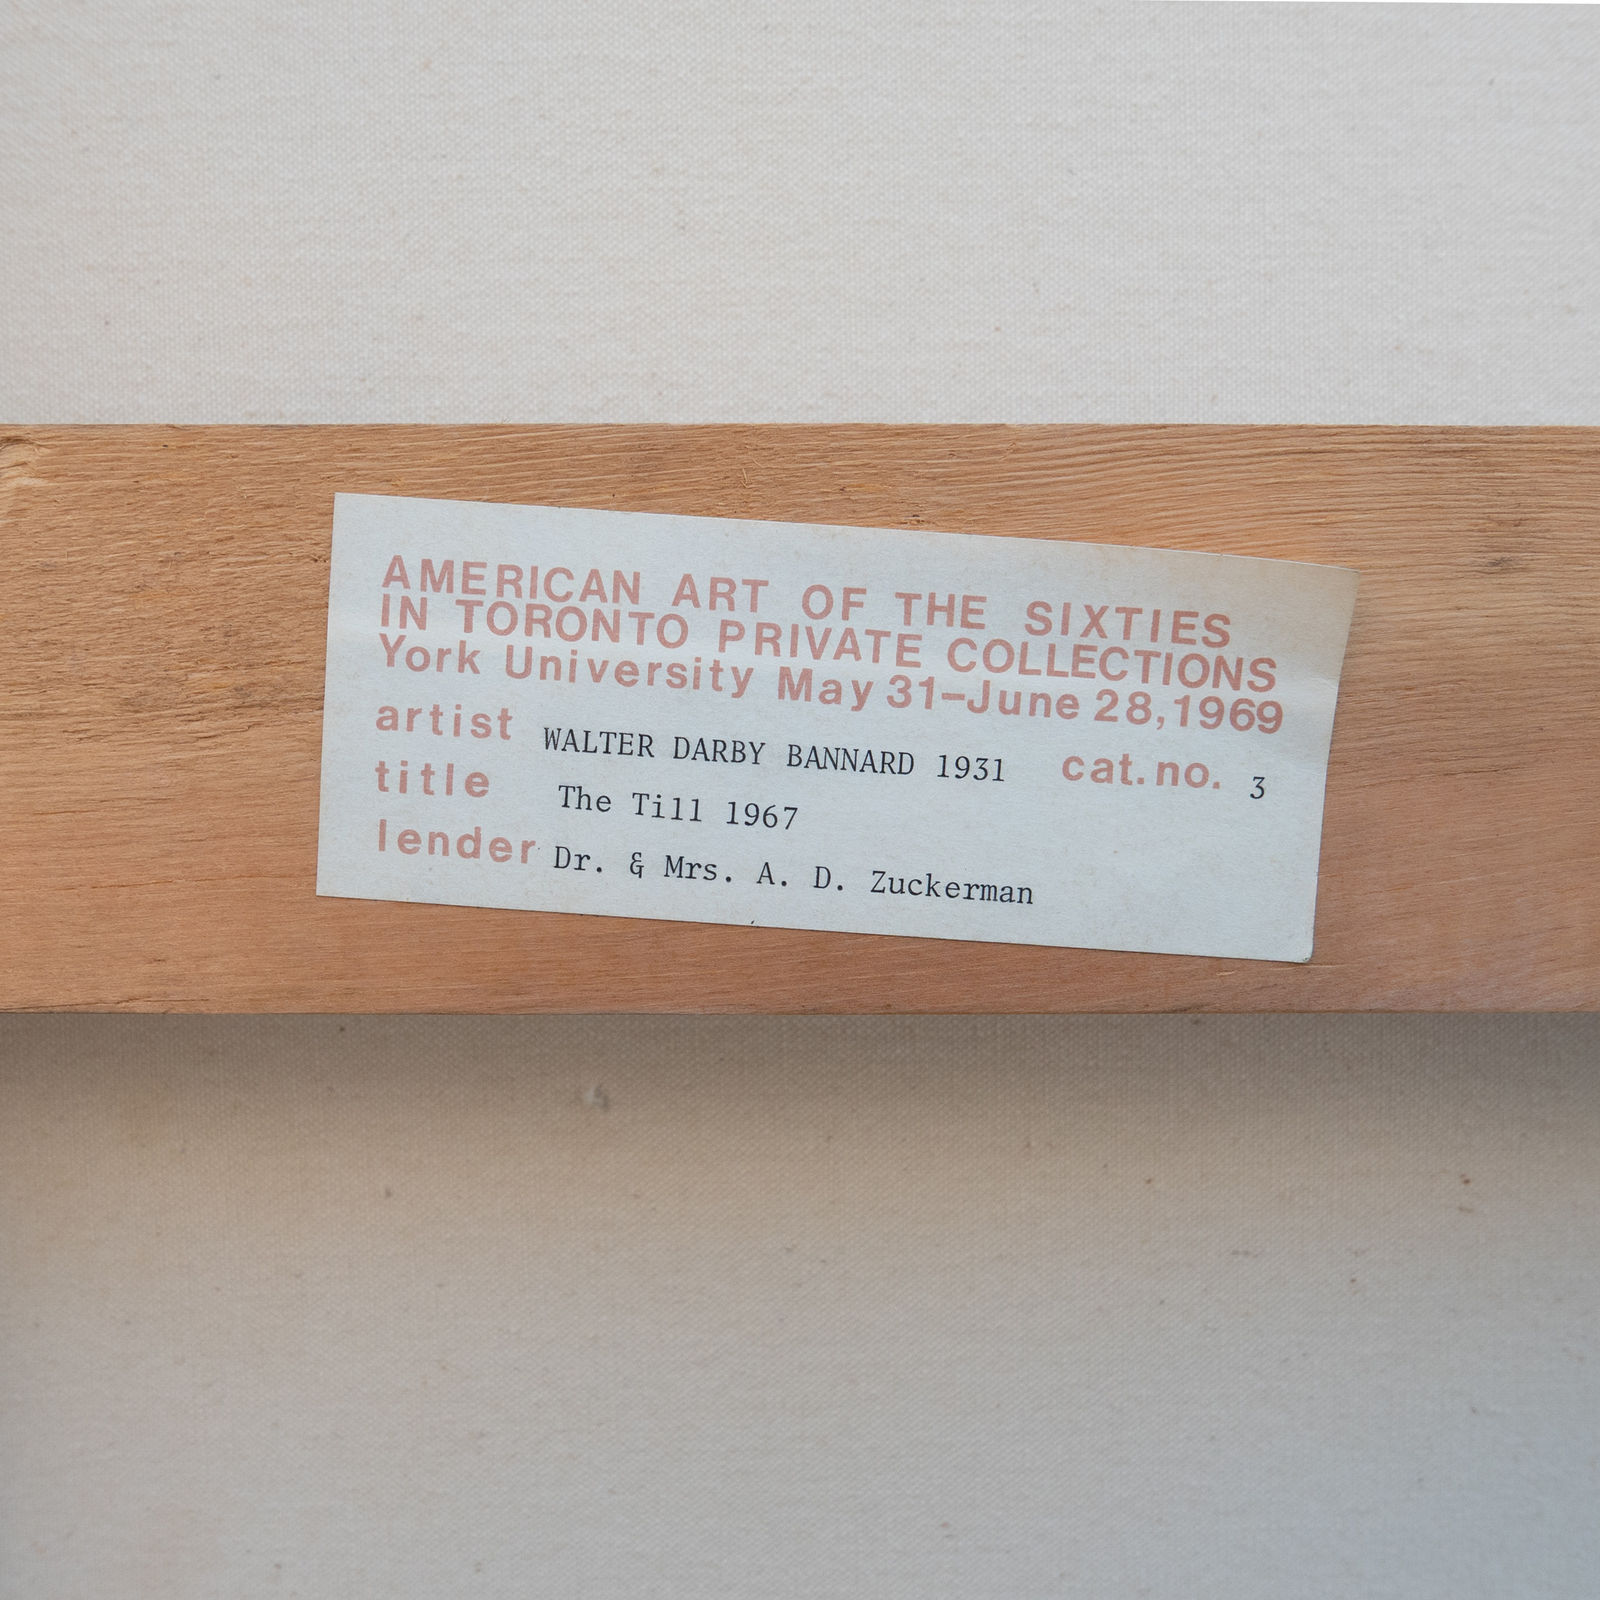 AMERICAN ART OF THE SIXTIES
IN TORONTO PRIVATE COLLECTIONS
York University May 31–June 28, 1969
artist WALTER DARBY BANNARD 1931 cat. no. 3
title The Till 1967
lender Dr. & Mrs. A. D. Zuckerman